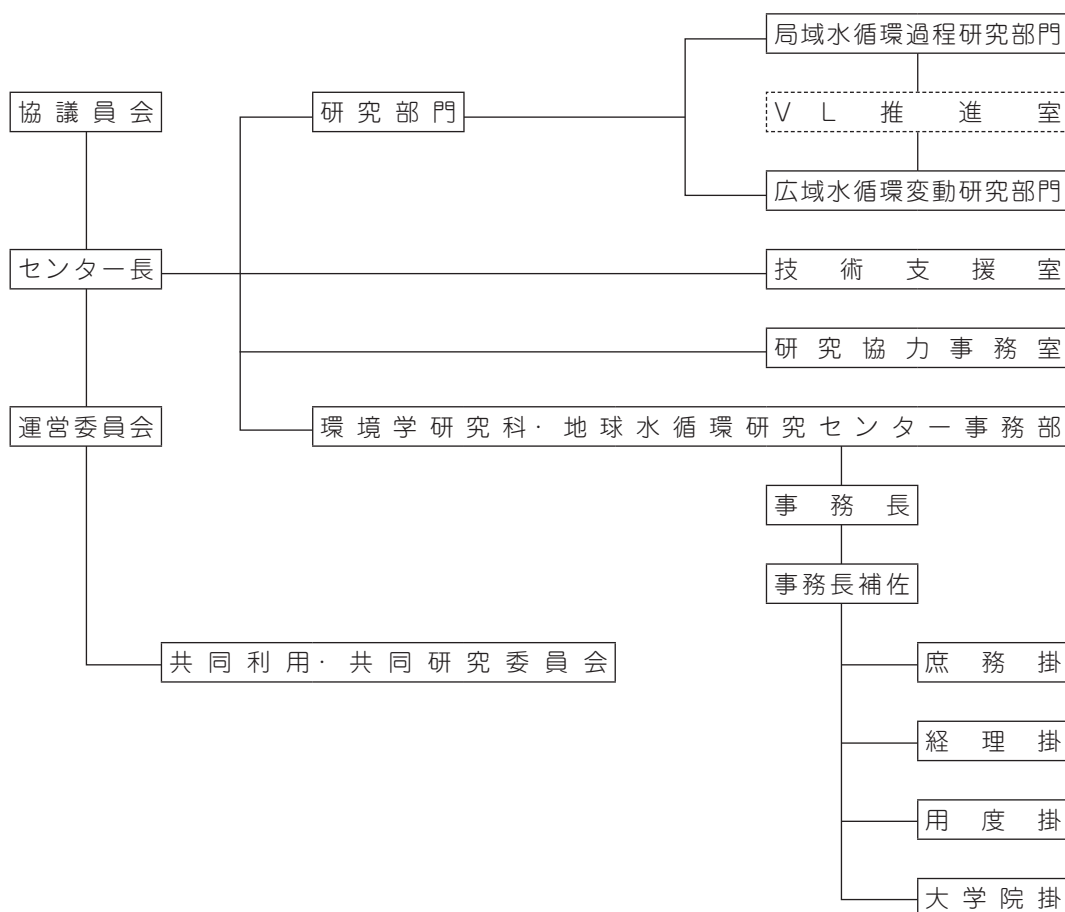 協議員会
センター長
運営委員会
共同利用・共同研究委員会
研究部門
局域水循環過程研究部門
VL推進室
広域水循環変動研究部門
技術支援室
研究協力事務室
環境学研究科・地球水循環研究センター事務部
事務長
事務長補佐
庶務掛
経理掛
用度掛
大学院掛